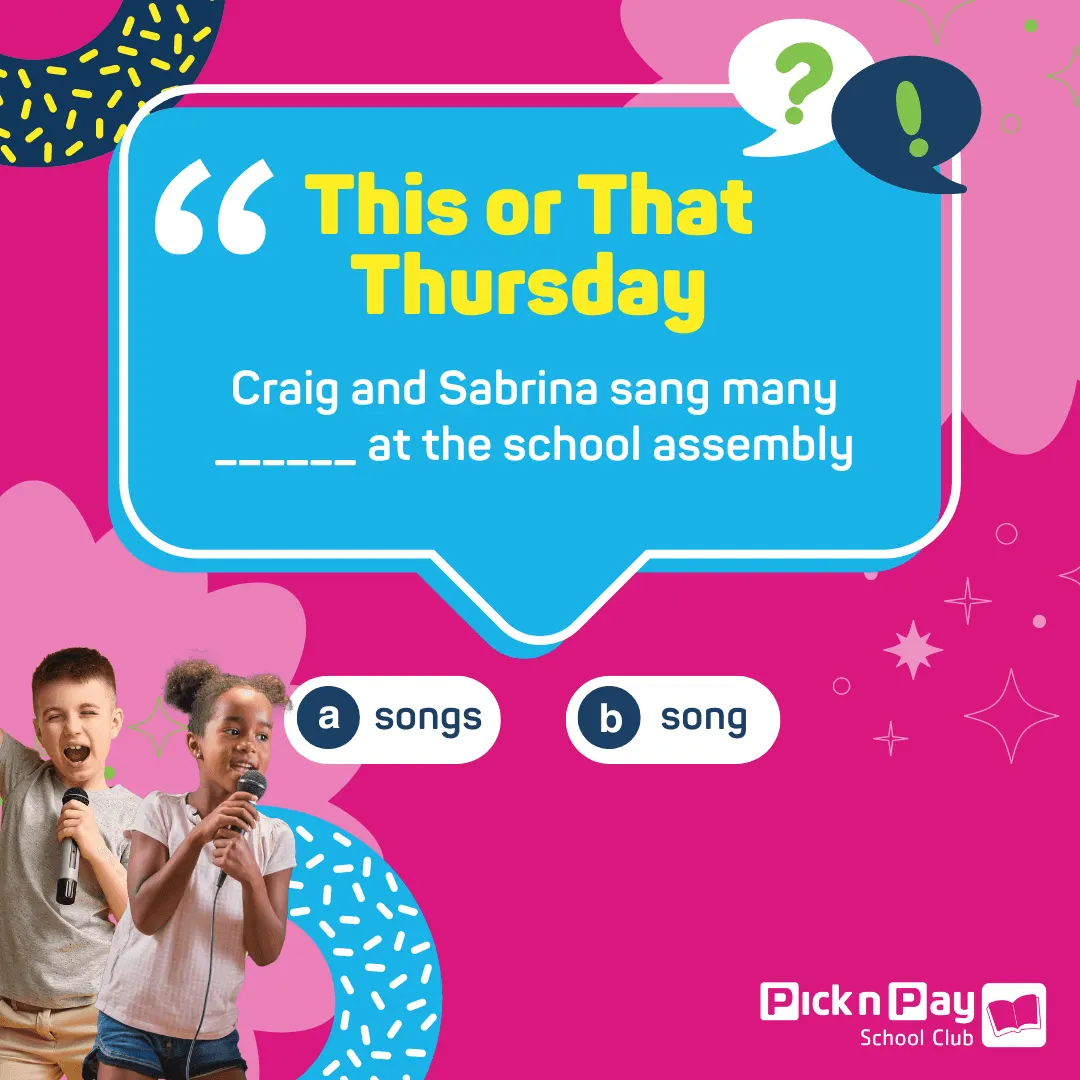 “ This or That
Thursday
Craig and Sabrina sang many
______ at the school assembly
a songs
b song
Pick n Pay
School Club
? !